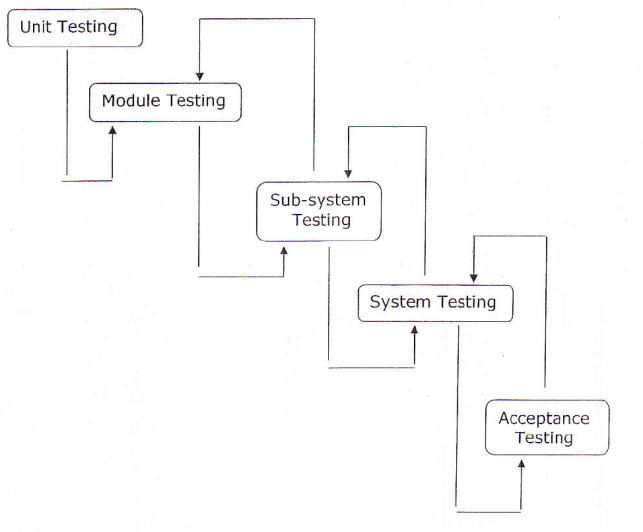 Unit Testing
Module Testing
Sub-system
Testing
System Testing
Acceptance
Testing